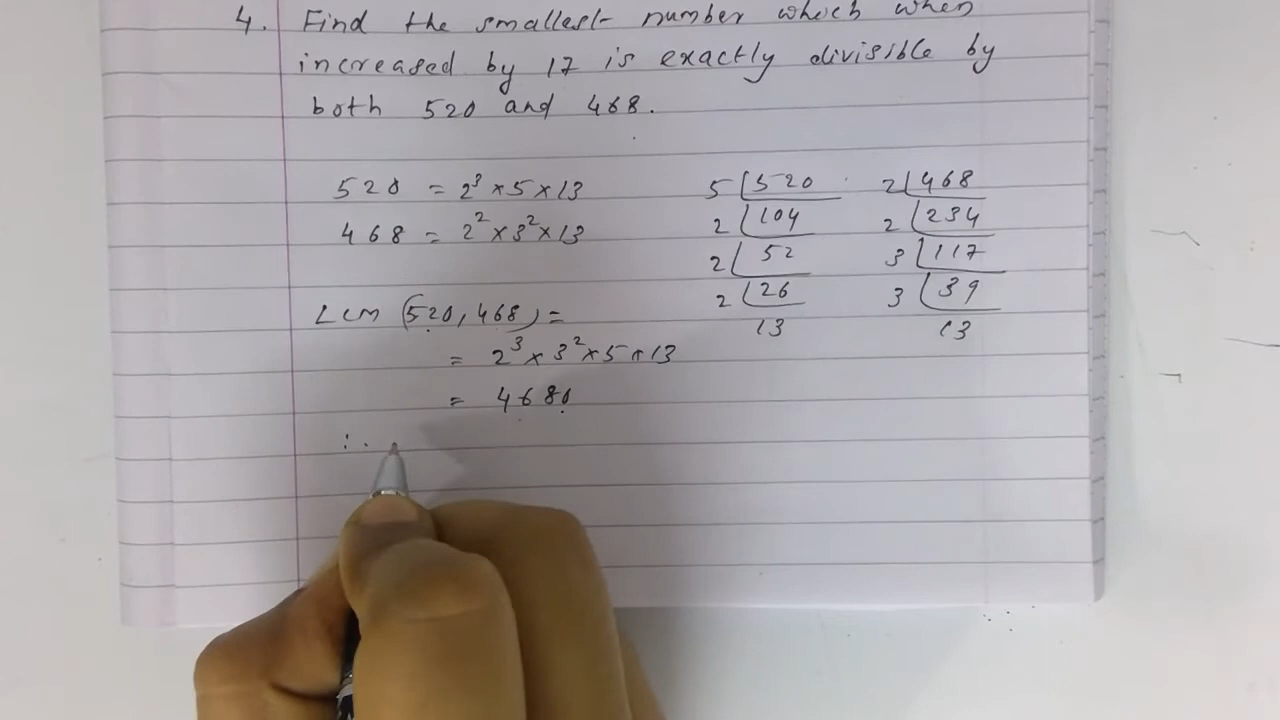 4. Find the smallest number which when
increased by 17 is exactly divisible by
both 520 and 468.
520 = 2³ × 5 × 13
468 = 2² × 3² × 13
LCM (520, 468) =
= 2³ × 3² × 5 × 13
= 4680
∴
5 520
2 104
2 52
2 26
13
2 468
2 234
3 117
3 39
13